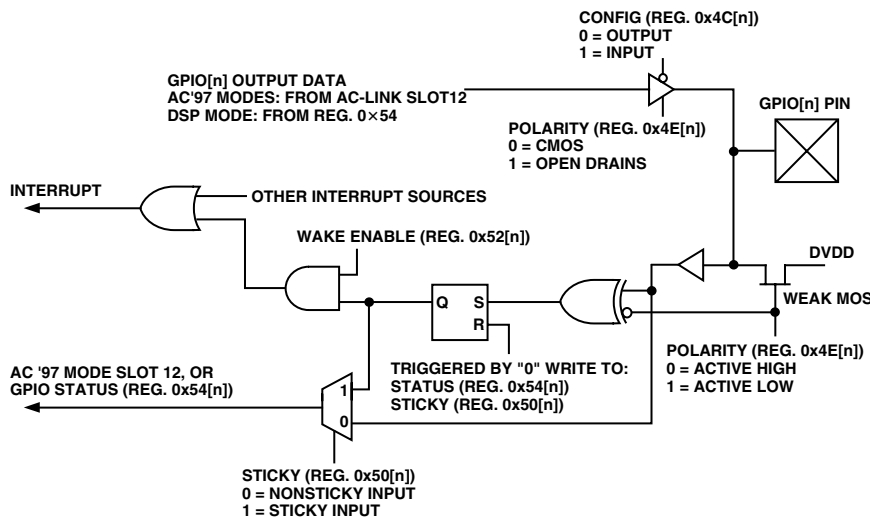 CONFIG (REG. 0x4C[n])
0 = OUTPUT
1 = INPUT
GPIO[n] OUTPUT DATA
AC'97 MODES: FROM AC-LINK SLOT12
DSP MODE: FROM REG. 0×54
GPIO[n] PIN
POLARITY (REG. 0x4E[n])
0 = CMOS
1 = OPEN DRAINS
INTERRUPT
OTHER INTERRUPT SOURCES
WAKE ENABLE (REG. 0x52[n])
DVDD
WEAK MOS
Q
S
R
POLARITY (REG. 0x4E[n])
0 = ACTIVE HIGH
1 = ACTIVE LOW
TRIGGERED BY "0" WRITE TO:
STATUS (REG. 0x54[n])
STICKY (REG. 0x50[n])
AC '97 MODE SLOT 12, OR
GPIO STATUS (REG. 0x54[n])
1
0
STICKY (REG. 0x50[n])
0 = NONSTICKY INPUT
1 = STICKY INPUT